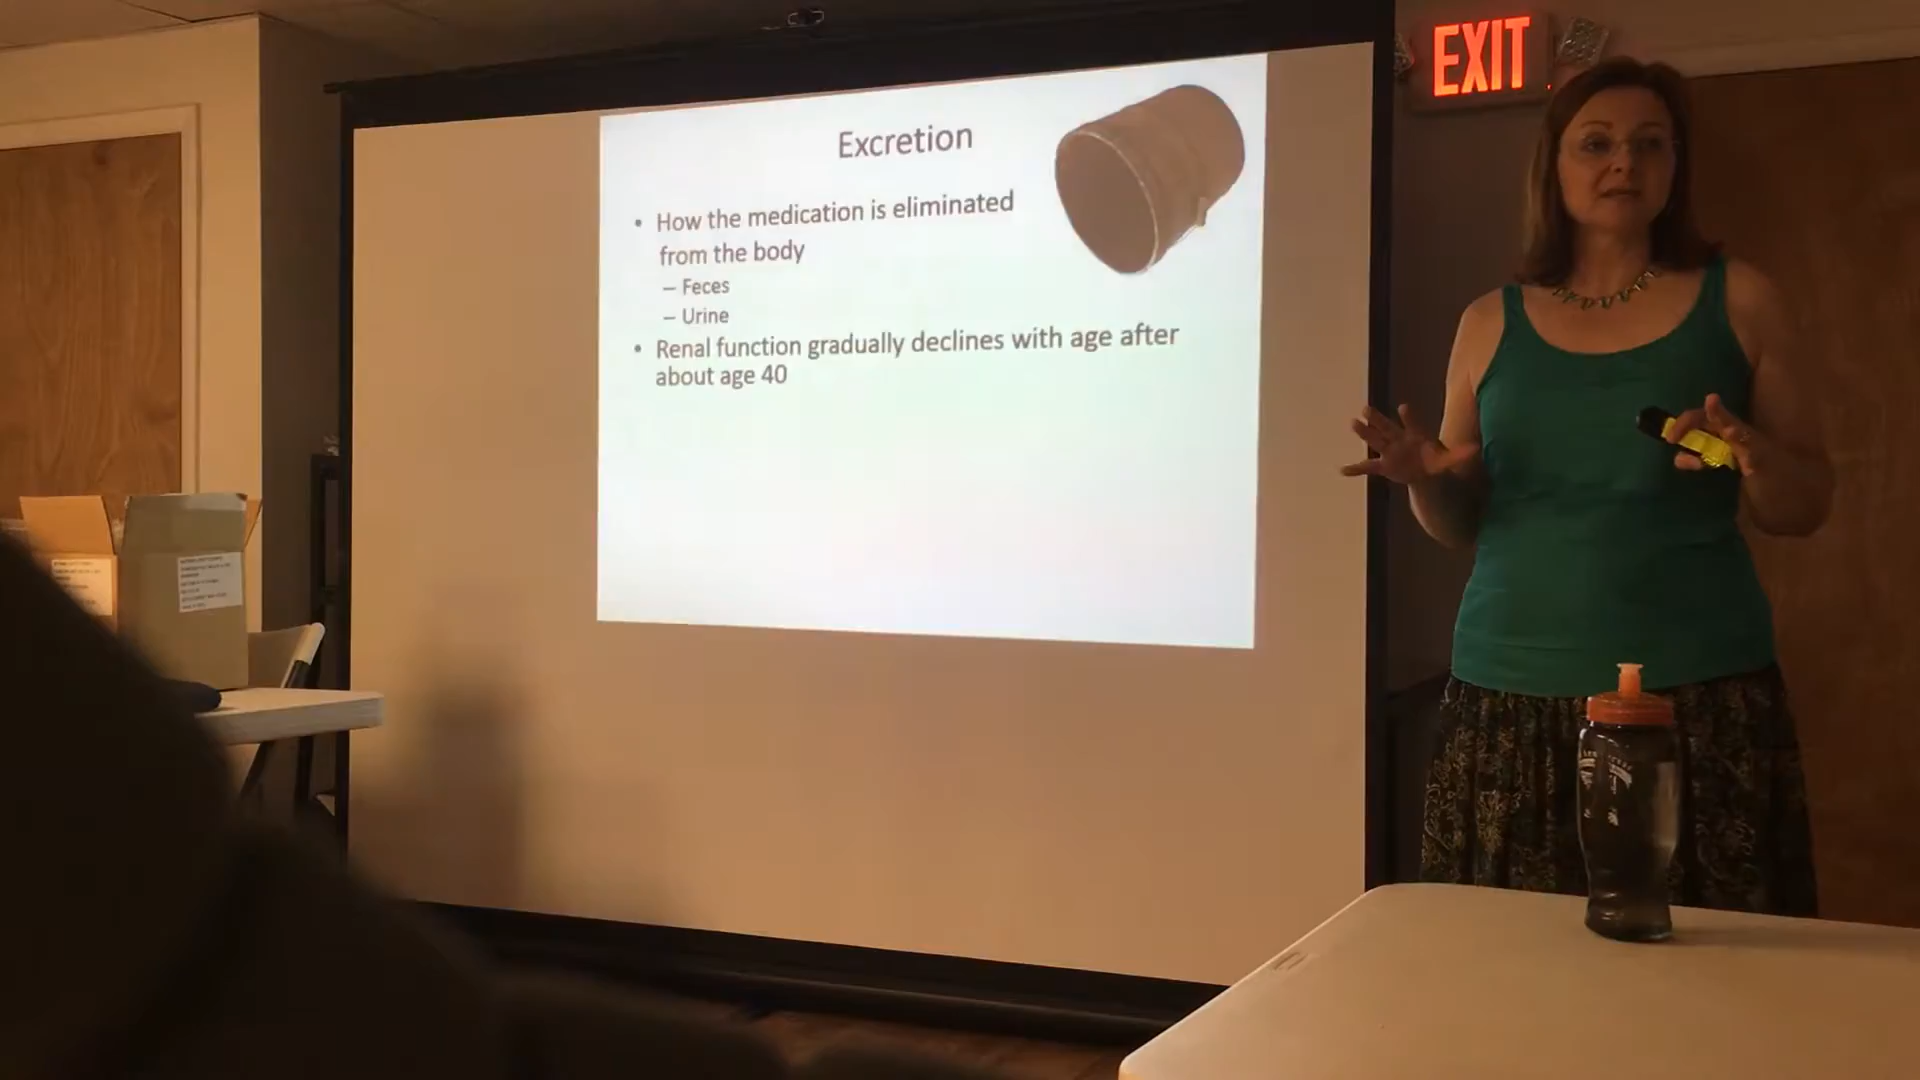 EXIT
Excretion
• How the medication is eliminated
from the body
– Feces
– Urine
• Renal function gradually declines with age after
about age 40